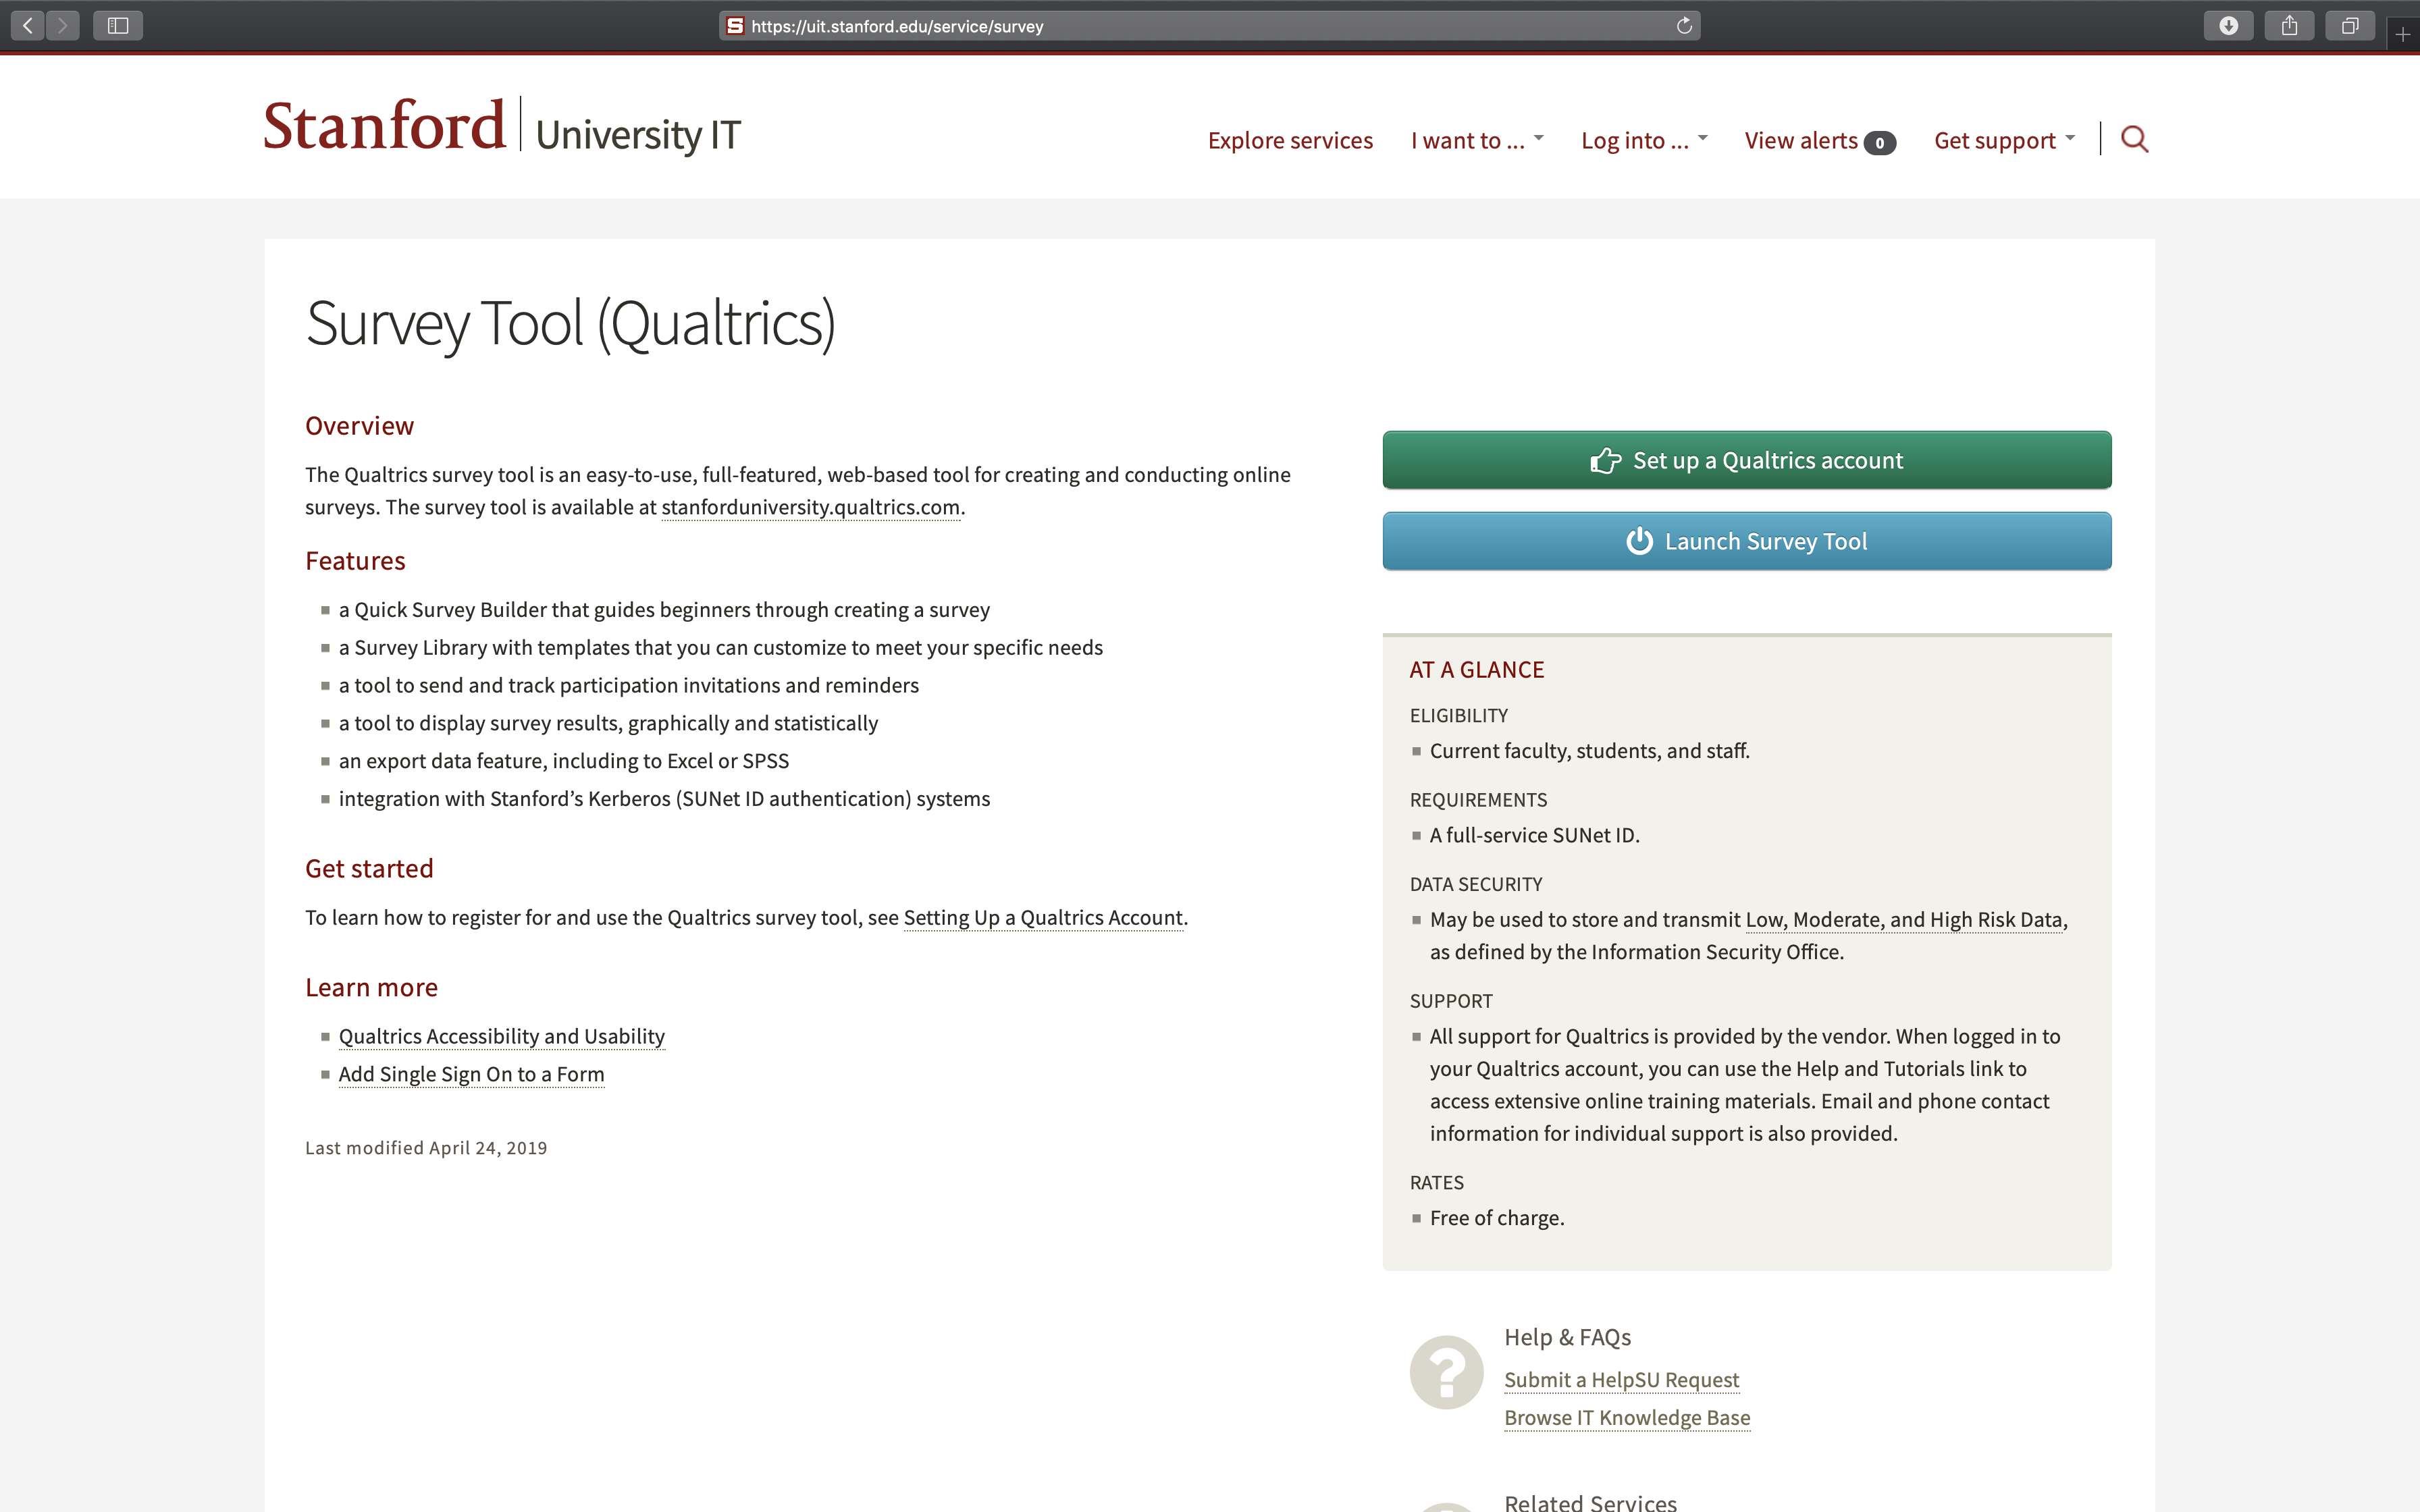 https://uit.stanford.edu/service/survey
Stanford University IT
Explore services
I want to ...
Log into ...
View alerts 0
Get support
Survey Tool (Qualtrics)
Overview
The Qualtrics survey tool is an easy-to-use, full-featured, web-based tool for creating and conducting online
surveys. The survey tool is available at stanforduniversity.qualtrics.com.
Features
a Quick Survey Builder that guides beginners through creating a survey
a Survey Library with templates that you can customize to meet your specific needs
a tool to send and track participation invitations and reminders
a tool to display survey results, graphically and statistically
an export data feature, including to Excel or SPSS
integration with Stanford’s Kerberos (SUNet ID authentication) systems
Get started
To learn how to register for and use the Qualtrics survey tool, see Setting Up a Qualtrics Account.
Learn more
Qualtrics Accessibility and Usability
Add Single Sign On to a Form
Last modified April 24, 2019
Set up a Qualtrics account
Launch Survey Tool
AT A GLANCE
ELIGIBILITY
Current faculty, students, and staff.
REQUIREMENTS
A full-service SUNet ID.
DATA SECURITY
May be used to store and transmit Low, Moderate, and High Risk Data,
as defined by the Information Security Office.
SUPPORT
All support for Qualtrics is provided by the vendor. When logged in to
your Qualtrics account, you can use the Help and Tutorials link to
access extensive online training materials. Email and phone contact
information for individual support is also provided.
RATES
Free of charge.
Help & FAQs
Submit a HelpSU Request
Browse IT Knowledge Base
Related Services